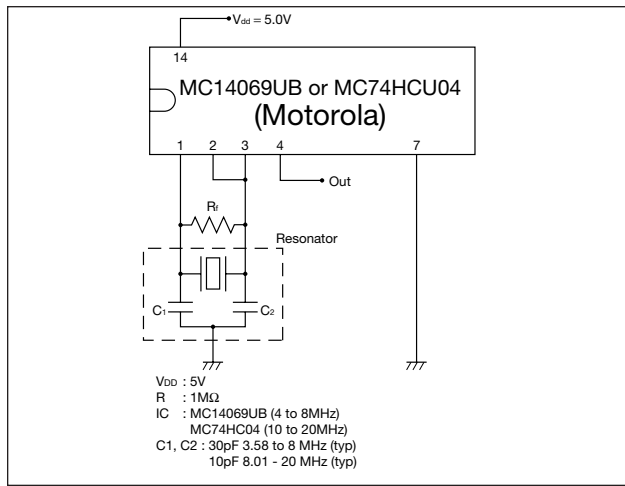 Vdd = 5.0V
14
MC14069UB or MC74HCU04
(Motorola)
1 2 3 4 7
Out
Rf
Resonator
C1 C2
VDD : 5V
R : 1MΩ
IC : MC14069UB (4 to 8MHz)
MC74HC04 (10 to 20MHz)
C1, C2 : 30pF 3.58 to 8 MHz (typ)
10pF 8.01 - 20 MHz (typ)